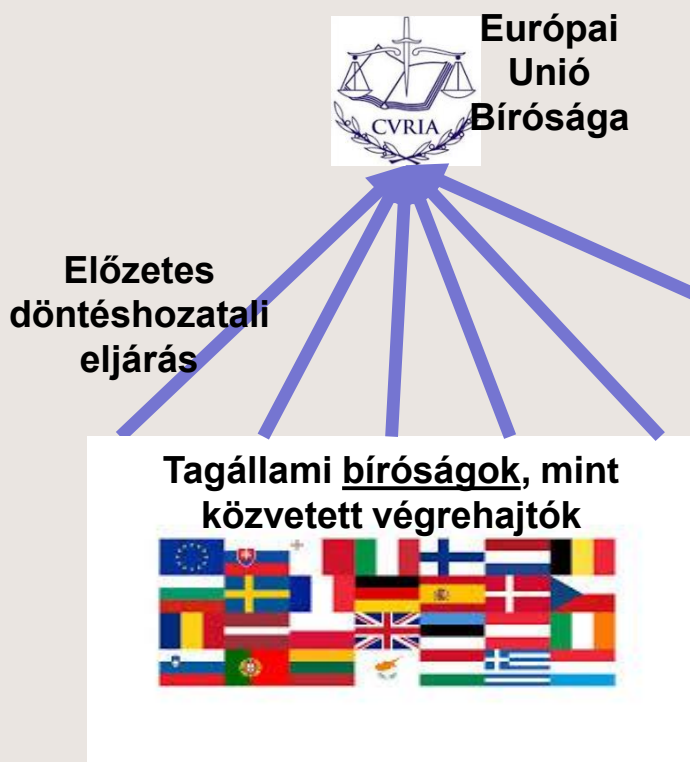 Európai
Unió
Bírósága
CVRIA
Előzetes
döntéshozatali
eljárás
Tagállami bíróságok, mint
közvetett végrehajtók